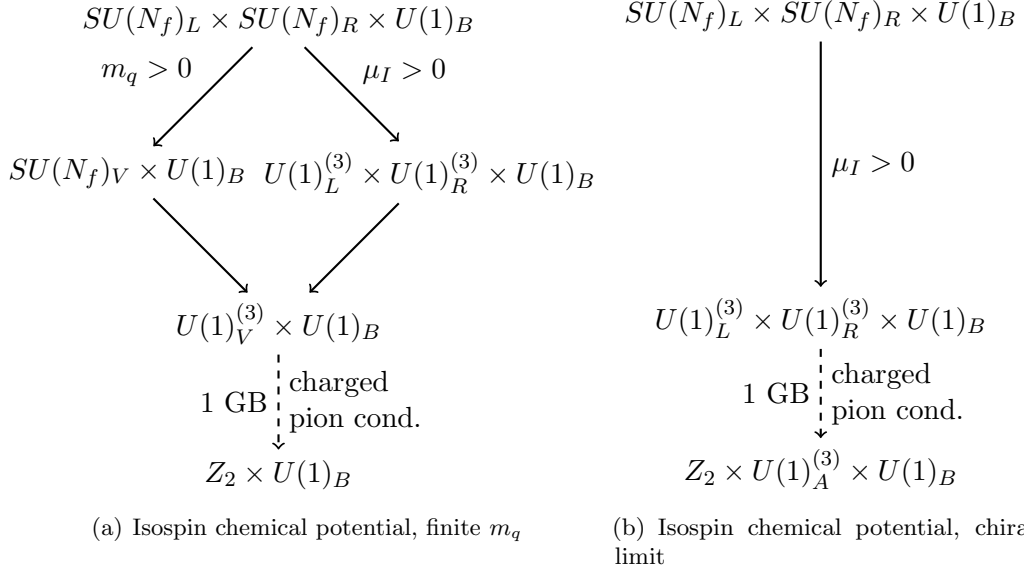 SU(N_f)_L × SU(N_f)_R × U(1)_B
m_q > 0
μ_I > 0
SU(N_f)_V × U(1)_B
U(1)_L^{(3)} × U(1)_R^{(3)} × U(1)_B
U(1)_V^{(3)} × U(1)_B
1 GB
charged
pion cond.
Z_2 × U(1)_B
(a) Isospin chemical potential, finite m_q
SU(N_f)_L × SU(N_f)_R × U(1)_B
μ_I > 0
U(1)_L^{(3)} × U(1)_R^{(3)} × U(1)_B
1 GB
charged
pion cond.
Z_2 × U(1)_A^{(3)} × U(1)_B
(b) Isospin chemical potential, chira
limit